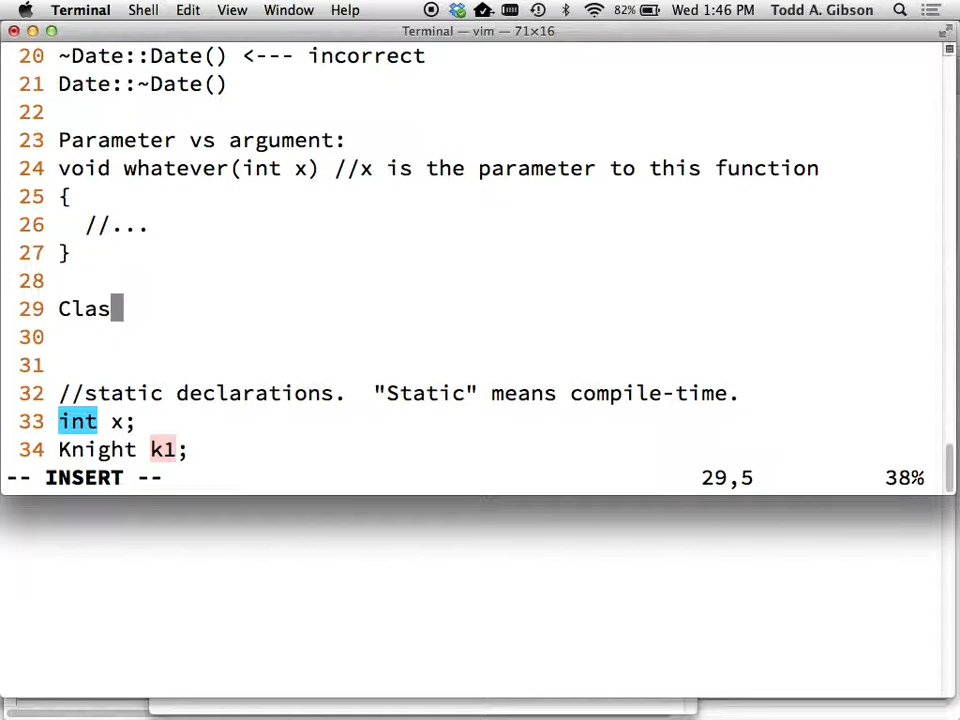 Terminal Shell Edit View Window Help 82% Wed 1:46 PM Todd A. Gibson
Terminal — vim — 71×16
20 ~Date::Date() <--- incorrect
21 Date::~Date()
22
23 Parameter vs argument:
24 void whatever(int x) //x is the parameter to this function
25 {
26 //...
27 }
28
29 Clas
30
31
32 //static declarations. "Static" means compile-time.
33 int x;
34 Knight k1;
-- INSERT -- 29,5 38%